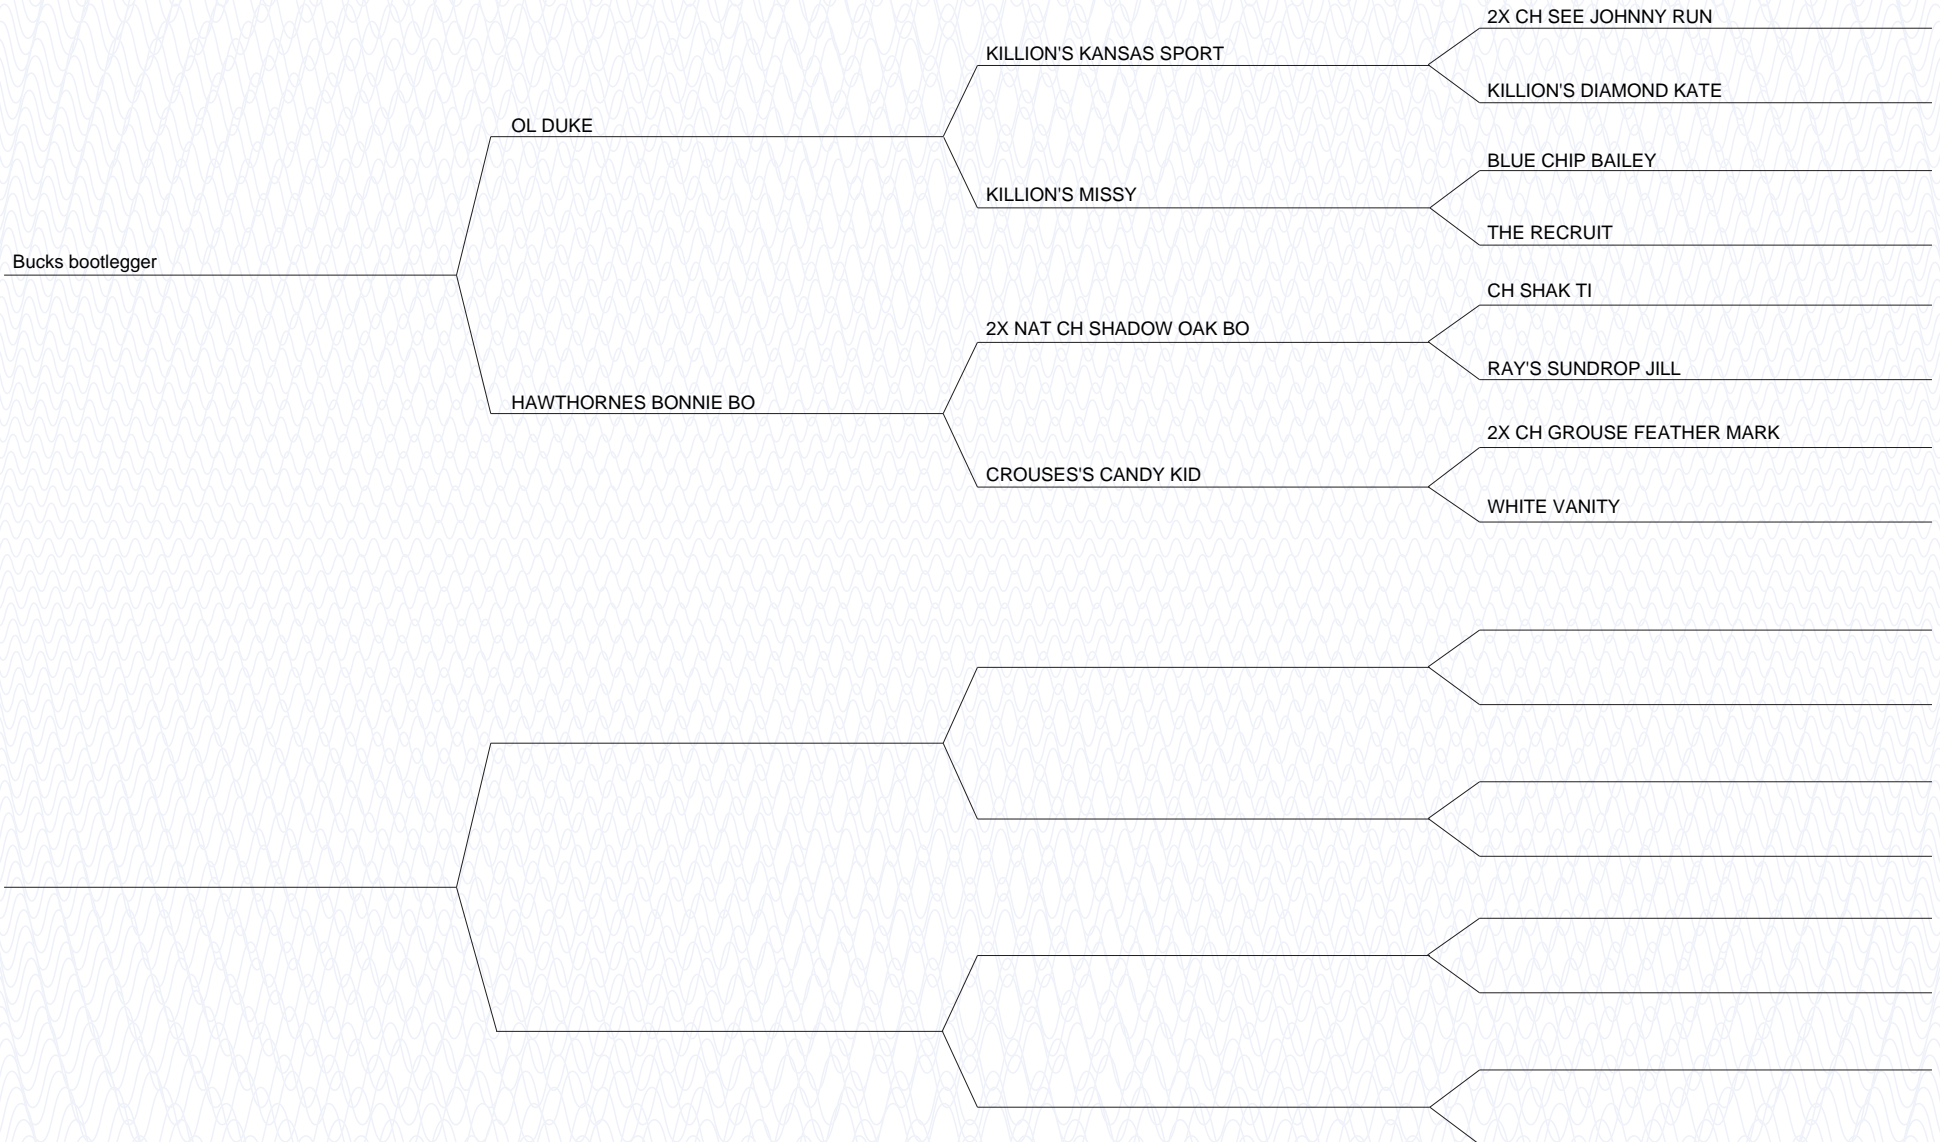 2X CH SEE JOHNNY RUN
KILLION'S KANSAS SPORT
KILLION'S DIAMOND KATE
OL DUKE
BLUE CHIP BAILEY
KILLION'S MISSY
THE RECRUIT
Bucks bootlegger
CH SHAK TI
2X NAT CH SHADOW OAK BO
RAY'S SUNDROP JILL
HAWTHORNES BONNIE BO
2X CH GROUSE FEATHER MARK
CROUSES'S CANDY KID
WHITE VANITY